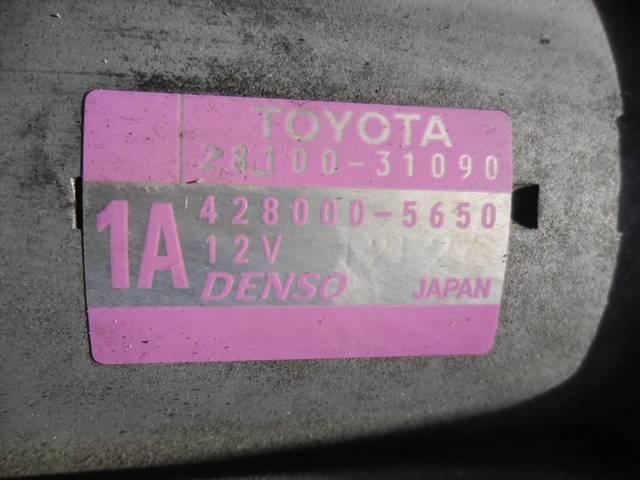 TOYOTA
28100-31090
1A
428000-5650
12V
DENSO JAPAN